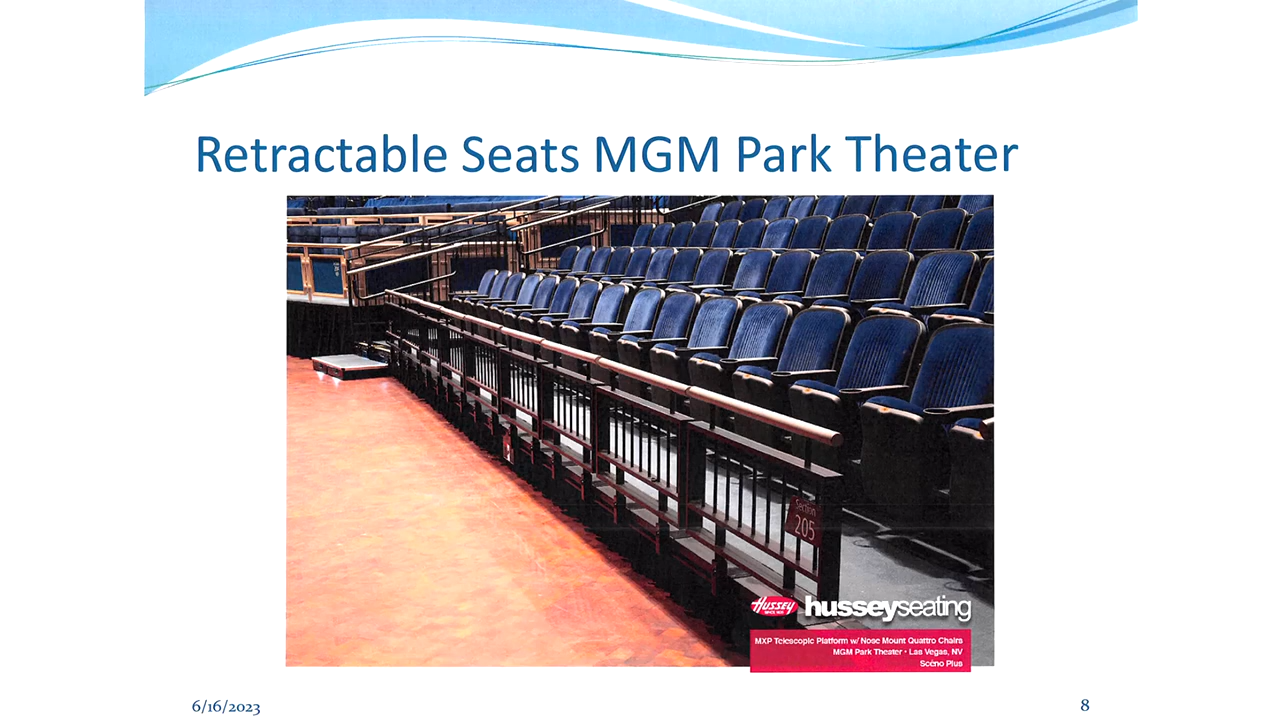 Retractable Seats MGM Park Theater
Section
205
Hussey
husseyseating
MXP Telescopic Platform w/ Nose Mount Quattro Chairs
MGM Park Theater • Las Vegas, NV
Scéno Plus
6/16/2023
8